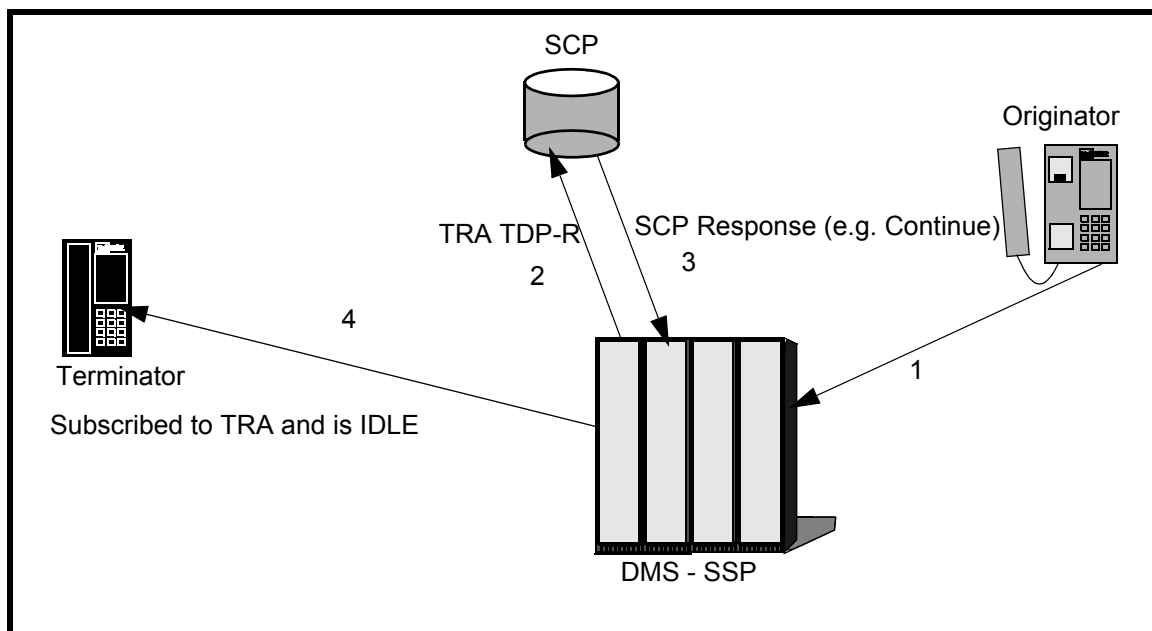 SCP
Originator
TRA TDP-R
SCP Response (e.g. Continue)
2
3
4
1
Terminator
Subscribed to TRA and is IDLE
DMS - SSP